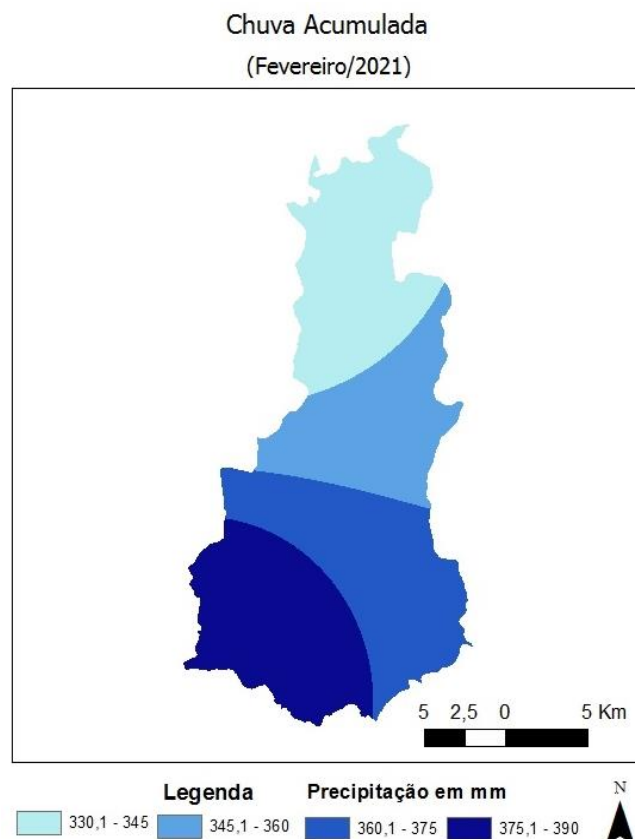 Chuva Acumulada
(Fevereiro/2021)
5 2,5 0 5 Km
Legenda Precipitação em mm N
330,1 - 345 345,1 - 360 360,1 - 375 375,1 - 390